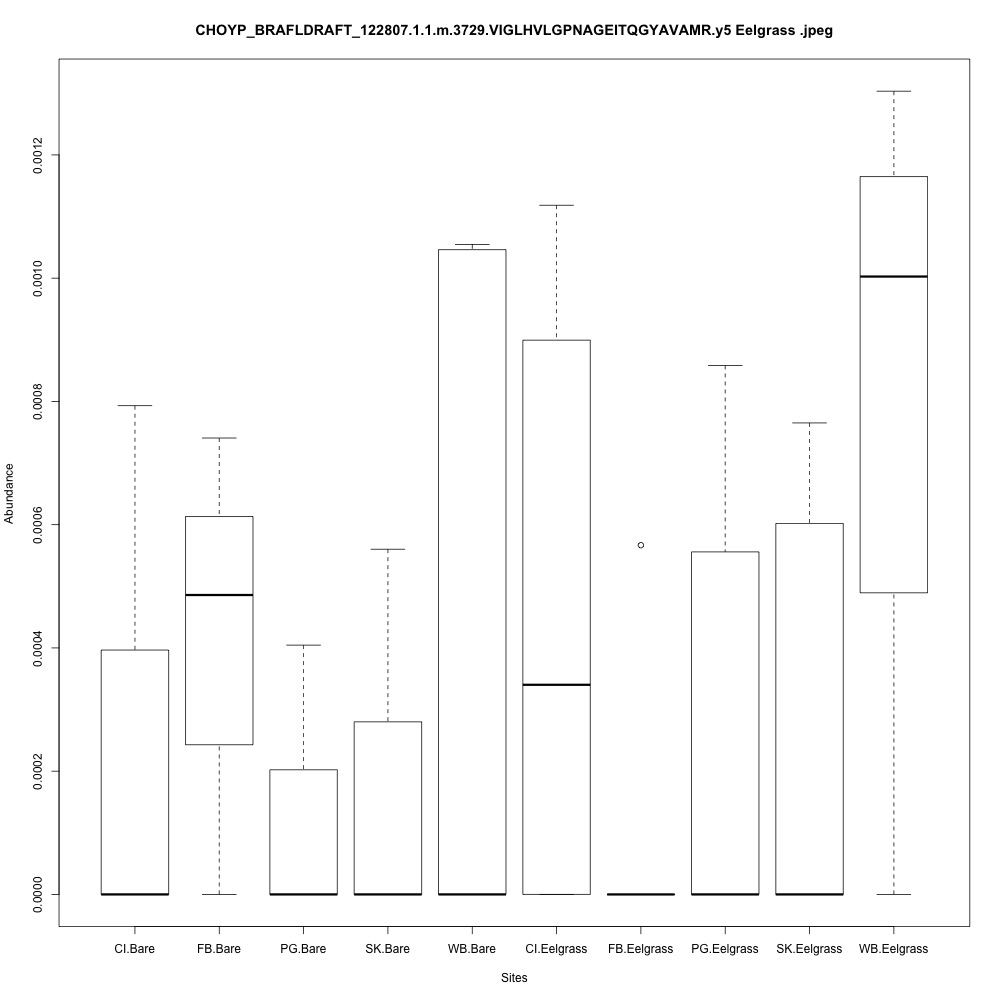 CHOYP_BRAFLDRAFT_122807.1.1.m.3729.VIGLHVLGPNAGEITQGYAVAMR.y5 Eelgrass .jpeg
Abundance
0.0012
0.0010
0.0008
0.0006
0.0004
0.0002
0.0000
CI.Bare FB.Bare PG.Bare SK.Bare WB.Bare CI.Eelgrass FB.Eelgrass PG.Eelgrass SK.Eelgrass WB.Eelgrass
Sites